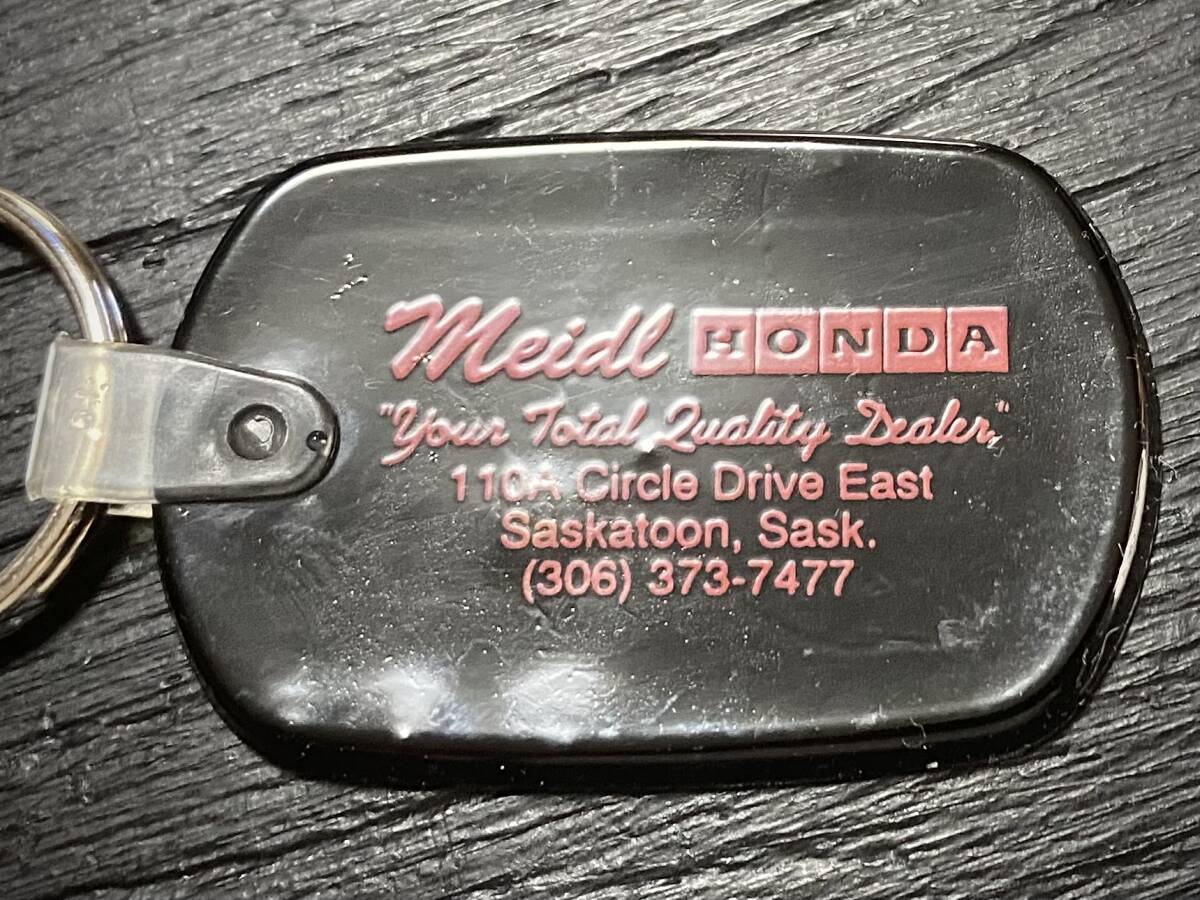 Meidl HONDA
"Your Total Quality Dealer"
110A Circle Drive East
Saskatoon, Sask.
(306) 373-7477